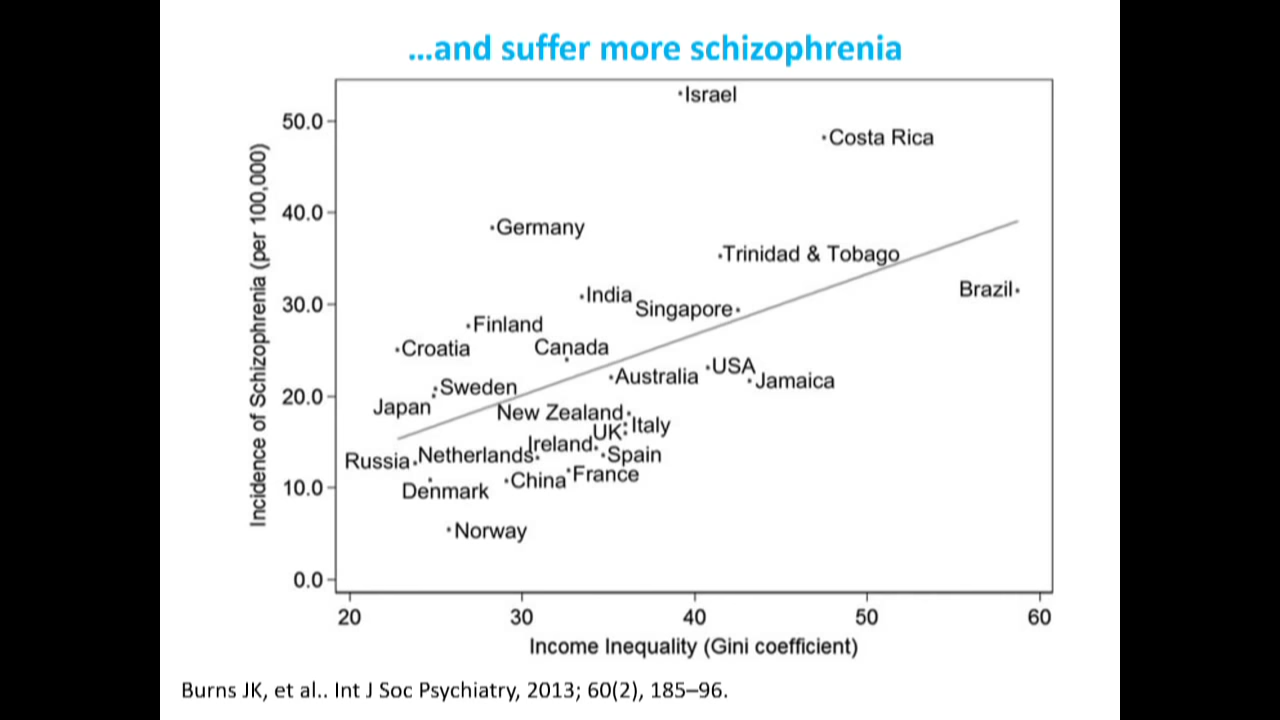 ...and suffer more schizophrenia
Israel
50.0
Costa Rica
40.0
Germany
Trinidad & Tobago
Brazil
30.0
India
Singapore
Finland
Croatia
Canada
USA
Australia
Jamaica
20.0
Sweden
Japan
New Zealand
UK
Italy
Ireland
Russia
Netherlands
Spain
10.0
Denmark
China
France
Norway
0.0
20 30 40 50 60
Income Inequality (Gini coefficient)
Incidence of Schizophrenia (per 100,000)
Burns JK, et al.. Int J Soc Psychiatry, 2013; 60(2), 185–96.